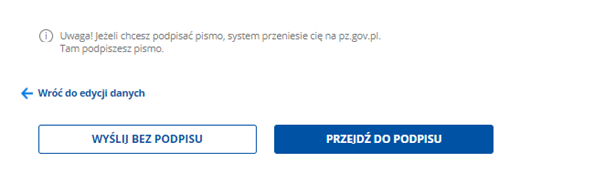 Uwaga! Jeżeli chcesz podpisać pismo, system przeniesie cię na pz.gov.pl.
Tam podpiszesz pismo.
Wróć do edycji danych
WYŚLIJ BEZ PODPISU
PRZEJDŹ DO PODPISU